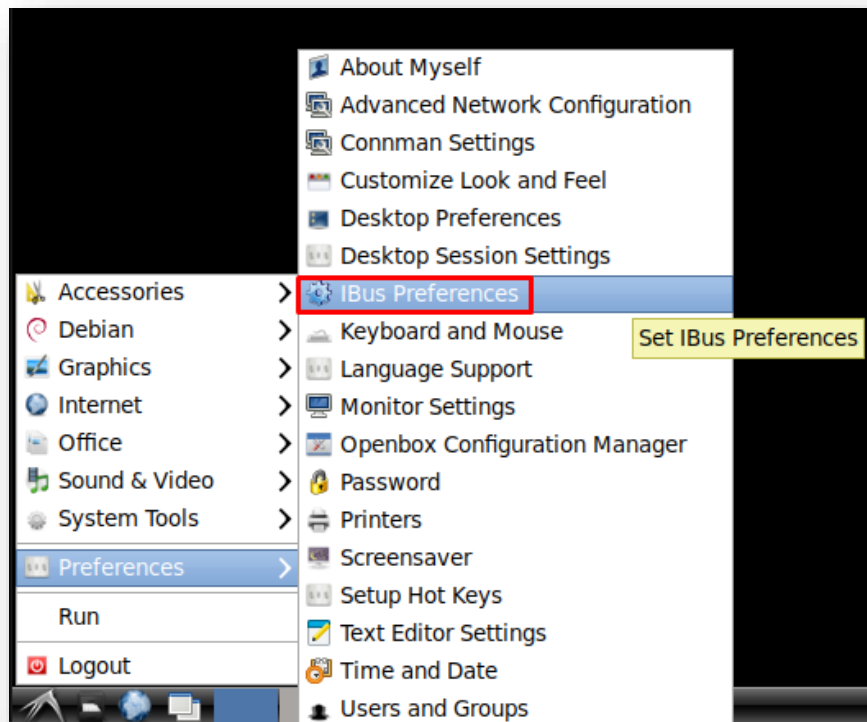 About Myself
Advanced Network Configuration
Connman Settings
Customize Look and Feel
Desktop Preferences
Desktop Session Settings
IBus Preferences
Keyboard and Mouse
Set IBus Preferences
Language Support
Monitor Settings
Openbox Configuration Manager
Password
Printers
Screensaver
Setup Hot Keys
Text Editor Settings
Time and Date
Users and Groups
Accessories
Debian
Graphics
Internet
Office
Sound & Video
System Tools
Preferences
Run
Logout